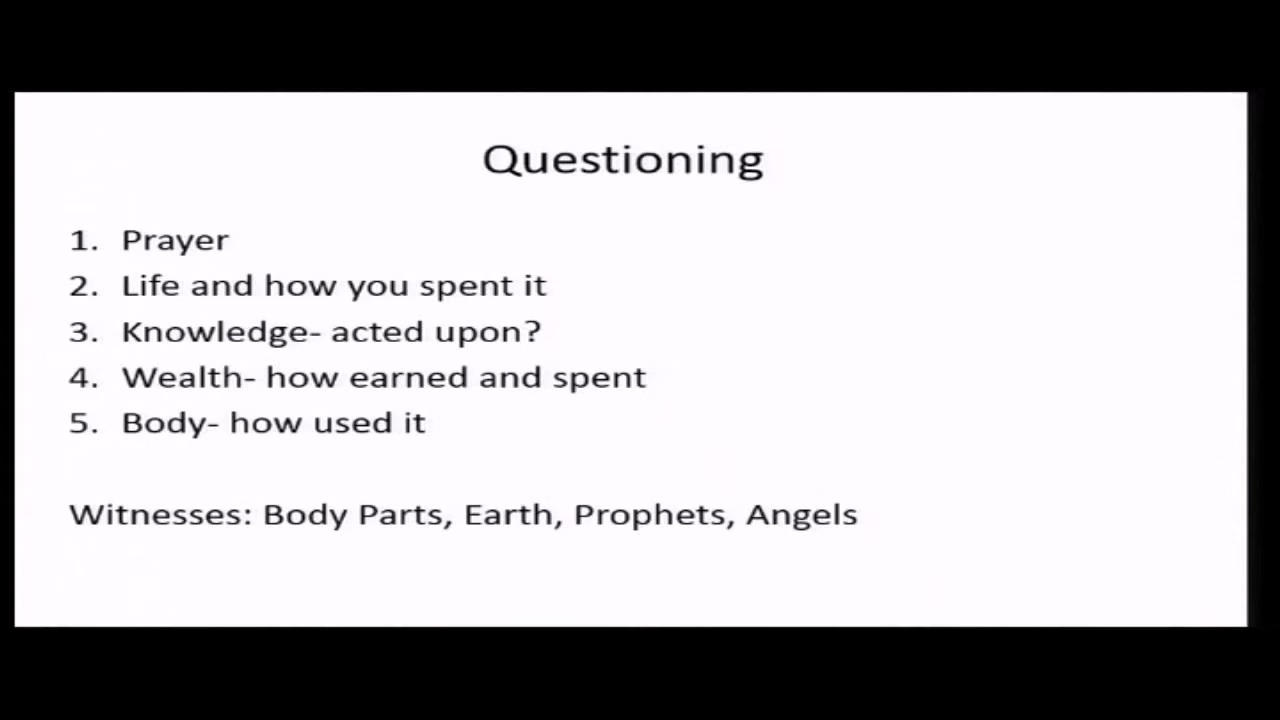 Questioning
1. Prayer
2. Life and how you spent it
3. Knowledge- acted upon?
4. Wealth- how earned and spent
5. Body- how used it
Witnesses: Body Parts, Earth, Prophets, Angels